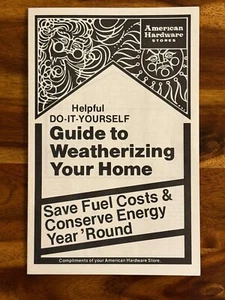 American
Hardware
STORES
Helpful
DO-IT-YOURSELF
Guide to
Weatherizing
Your Home
Save Fuel Costs &
Conserve Energy
Year 'Round
Compliments of your American Hardware Store.